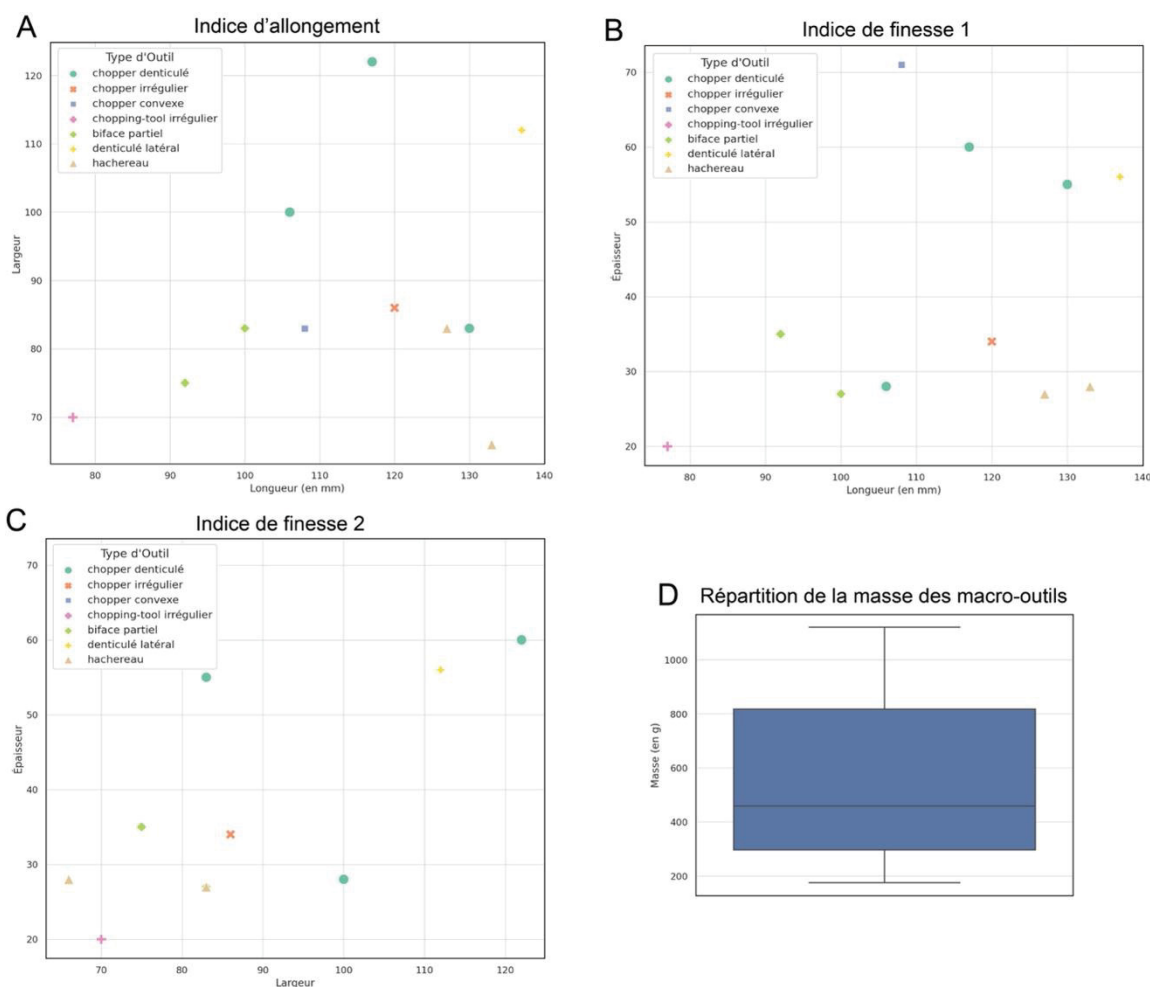 A
Indice d'allongement
Type d'Outil
chopper denticulé
chopper irrégulier
chopper convexe
chopping-tool irrégulier
biface partiel
denticulé latéral
hachereau
120
110
100
90
80
70
Largeur
80
90
100
110
120
130
140
Longueur (en mm)
B
Indice de finesse 1
Type d'Outil
chopper denticulé
chopper irrégulier
chopper convexe
chopping-tool irrégulier
biface partiel
denticulé latéral
hachereau
70
60
50
40
30
20
Épaisseur
80
90
100
110
120
130
140
Longueur (en mm)
C
Indice de finesse 2
Type d'Outil
chopper denticulé
chopper irrégulier
chopper convexe
chopping-tool irrégulier
biface partiel
denticulé latéral
hachereau
70
60
50
40
30
20
Épaisseur
70
80
90
100
110
120
Largeur
D
Répartition de la masse des macro-outils
1000
800
600
400
200
Masse (en g)